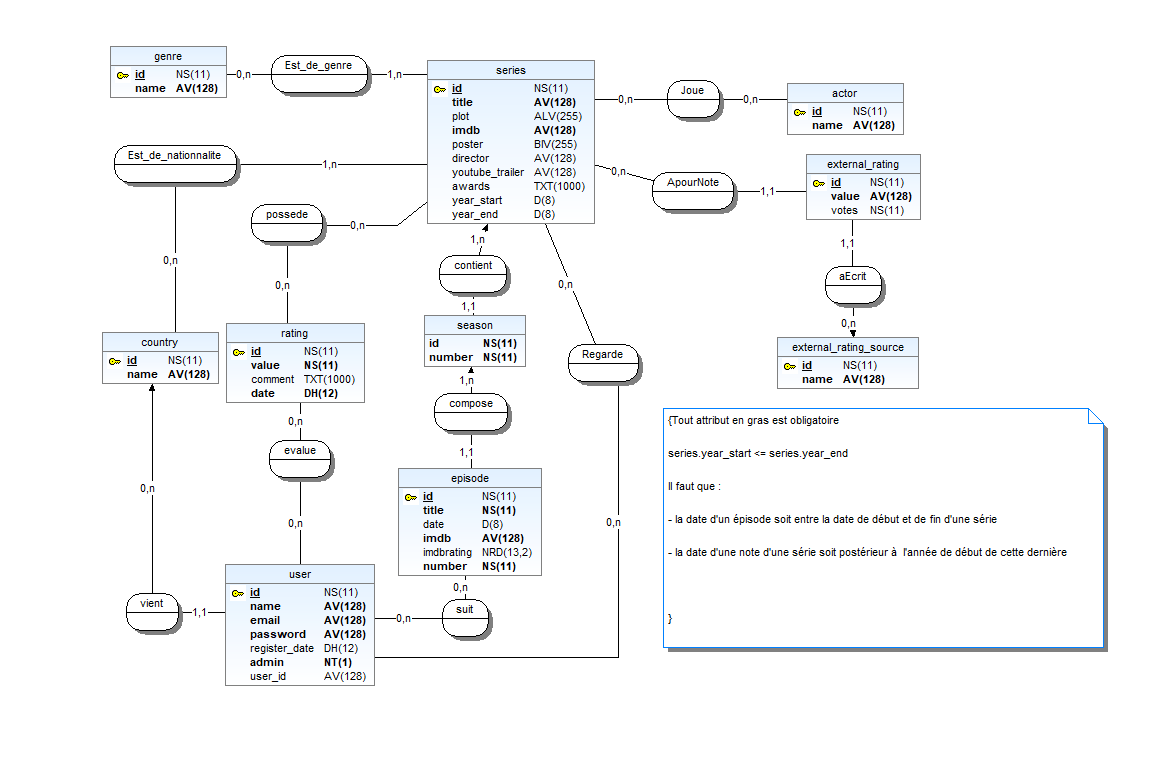 genre
id NS(11)
name AV(128)
0,n
Est_de_genre
1,n
series
id NS(11)
title AV(128)
plot ALV(255)
imdb AV(128)
poster BIV(255)
director AV(128)
youtube_trailer AV(128)
awards TXT(1000)
year_start D(8)
year_end D(8)
0,n
Joue
0,n
actor
id NS(11)
name AV(128)
Est_de_nationnalite
1,n
0,n
0,n
ApourNote
1,1
external_rating
id NS(11)
value AV(128)
votes NS(11)
possede
0,n
0,n
1,n
contient
1,1
0,n
1,1
aEcrit
0,n
external_rating_source
id NS(11)
name AV(128)
country
id NS(11)
name AV(128)
rating
id NS(11)
value NS(11)
comment TXT(1000)
date DH(12)
season
id NS(11)
number NS(11)
Regarde
1,n
compose
1,1
0,n
evalue
0,n
0,n
0,n
episode
id NS(11)
title NS(11)
date D(8)
imdb AV(128)
imdbrating NRD(13,2)
number NS(11)
{Tout attribut en gras est obligatoire
series.year_start <= series.year_end
Il faut que :
- la date d'un épisode soit entre la date de début et de fin d'une série
- la date d'une note d'une série soit postérieur à l'année de début de cette dernière
}
vient
1,1
user
id NS(11)
name AV(128)
email AV(128)
password AV(128)
register_date DH(12)
admin NT(1)
user_id AV(128)
0,n
suit
0,n